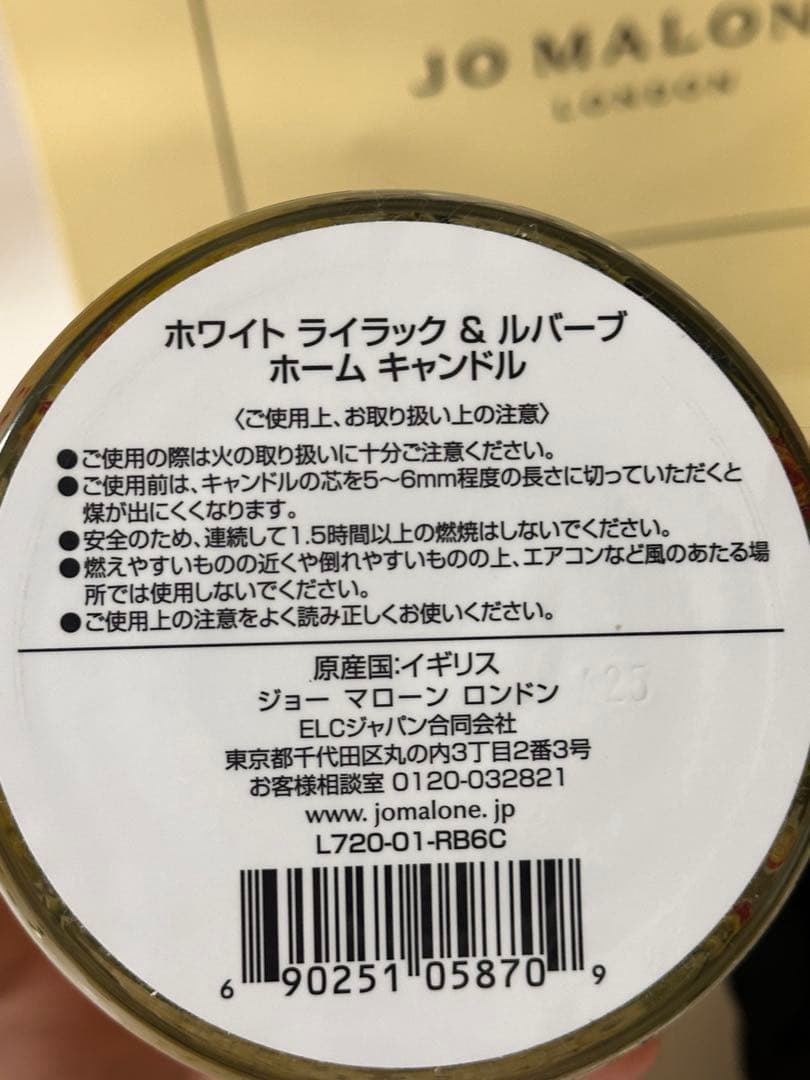 JO MALON
LONDON
ホワイト ライラック & ルバーブ
ホーム キャンドル
〈ご使用上、お取り扱い上の注意〉
●ご使用の際は火の取り扱いに十分ご注意ください。
●ご使用前は、キャンドルの芯を5〜6mm程度の長さに切っていただくと
煤が出にくくなります。
●安全のため、連続して1.5時間以上の燃焼はしないでください。
●燃えやすいものの近くや倒れやすいものの上、エアコンなど風のあたる場
所では使用しないでください。
●ご使用上の注意をよく読み正しくお使いください。
原産国:イギリス
ジョー マローン ロンドン
ELCジャパン合同会社
東京都千代田区丸の内3丁目2番3号
お客様相談室 0120-032821
www. jomalone. jp
L720-01-RB6C
6 90251 05870 9